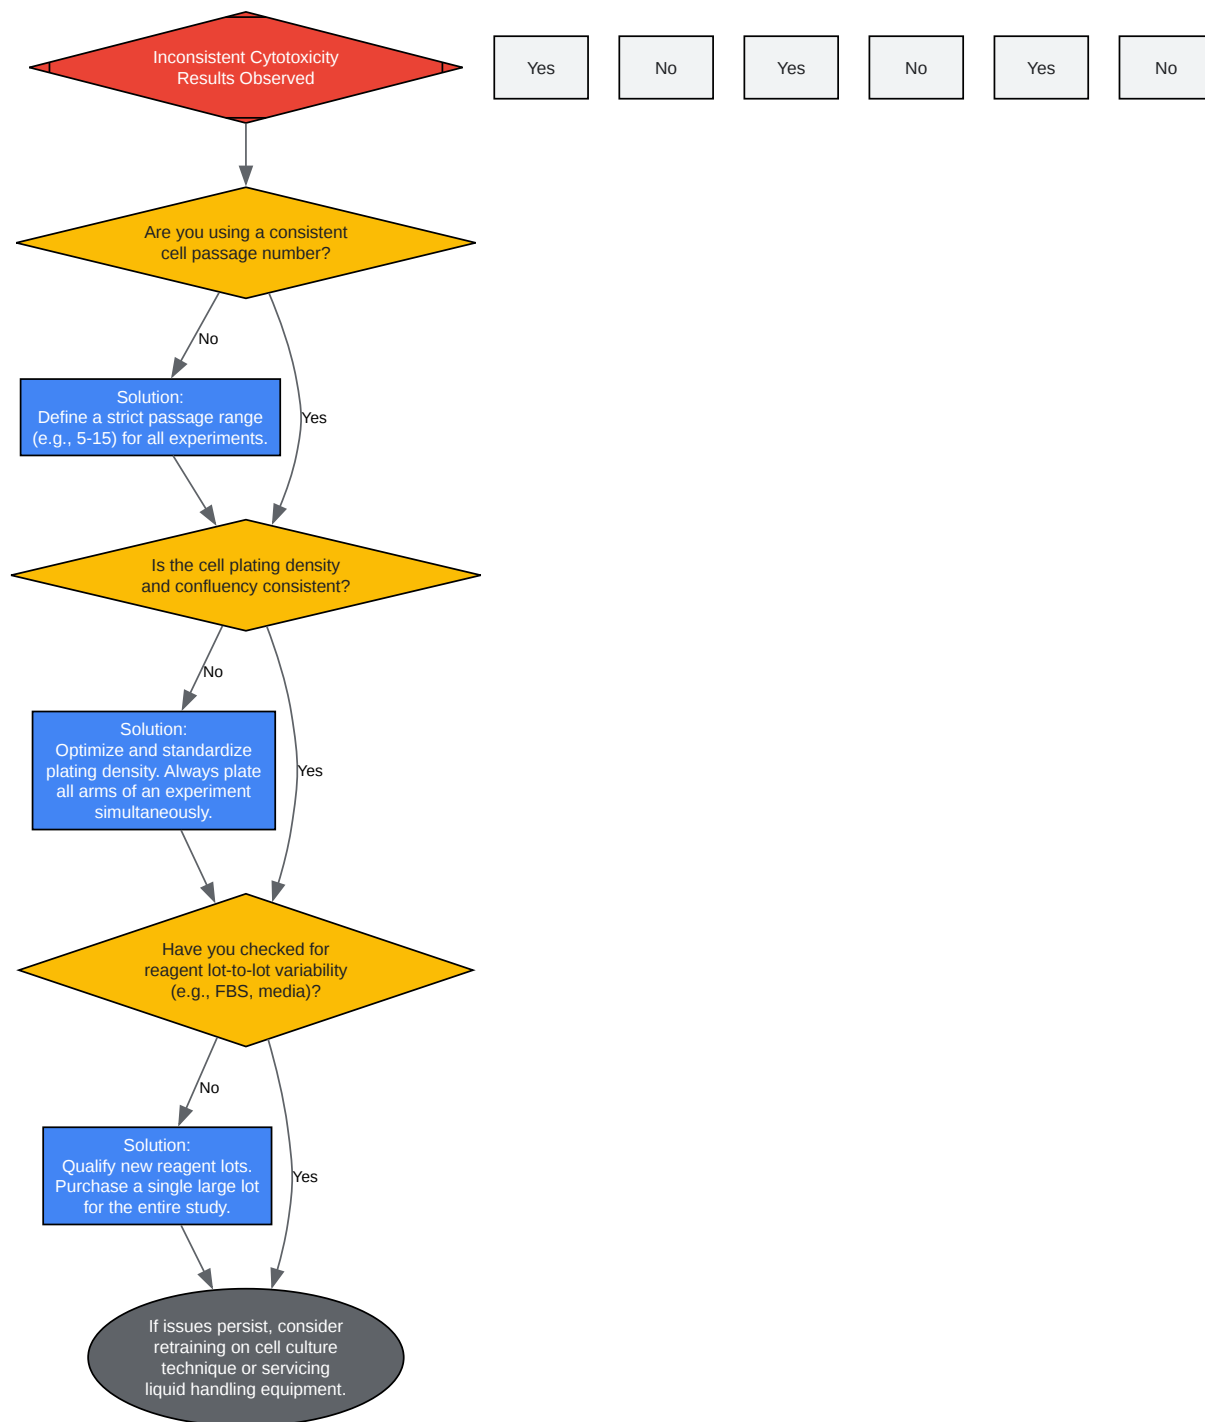 Inconsistent Cytotoxicity
Results Observed
Yes
No
Yes
No
Yes
No
Are you using a consistent
cell passage number?
No
Yes
Solution:
Define a strict passage range
(e.g., 5-15) for all experiments.
Is the cell plating density
and confluency consistent?
No
Yes
Solution:
Optimize and standardize
plating density. Always plate
all arms of an experiment
simultaneously.
Have you checked for
reagent lot-to-lot variability
(e.g., FBS, media)?
No
Yes
Solution:
Qualify new reagent lots.
Purchase a single large lot
for the entire study.
If issues persist, consider
retraining on cell culture
technique or servicing
liquid handling equipment.